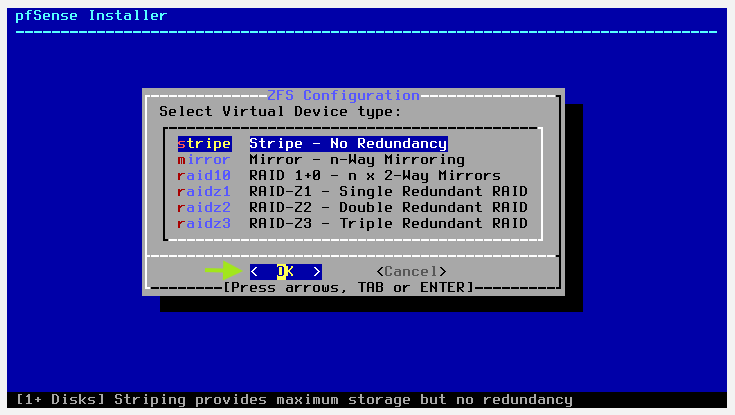 pfSense Installer
ZFS Configuration
Select Virtual Device type:
stripe Stripe - No Redundancy
mirror Mirror - n-Way Mirroring
raid10 RAID 1+0 - n x 2-Way Mirrors
raidz1 RAID-Z1 - Single Redundant RAID
raidz2 RAID-Z2 - Double Redundant RAID
raidz3 RAID-Z3 - Triple Redundant RAID
< OK > <Cancel>
[Press arrows, TAB or ENTER]
[1+ Disks] Striping provides maximum storage but no redundancy